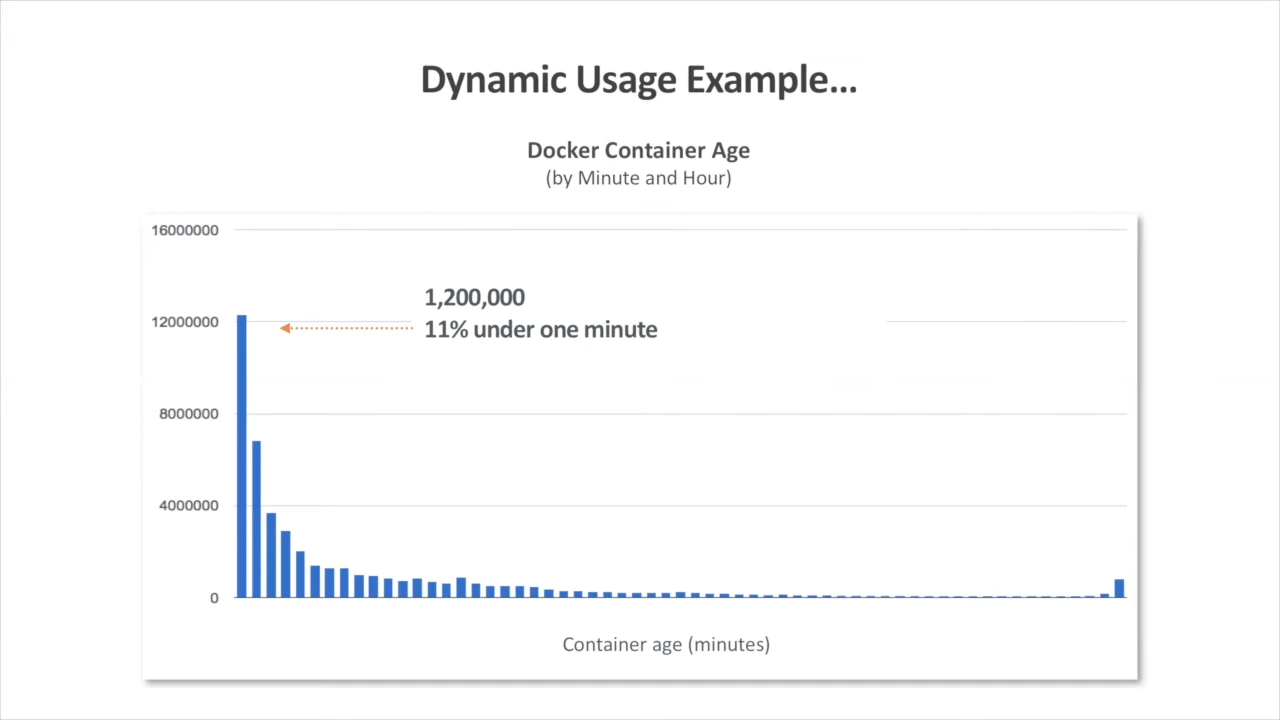 Dynamic Usage Example...
Docker Container Age
(by Minute and Hour)
16000000
1,200,000
12000000
11% under one minute
8000000
4000000
0
Container age (minutes)